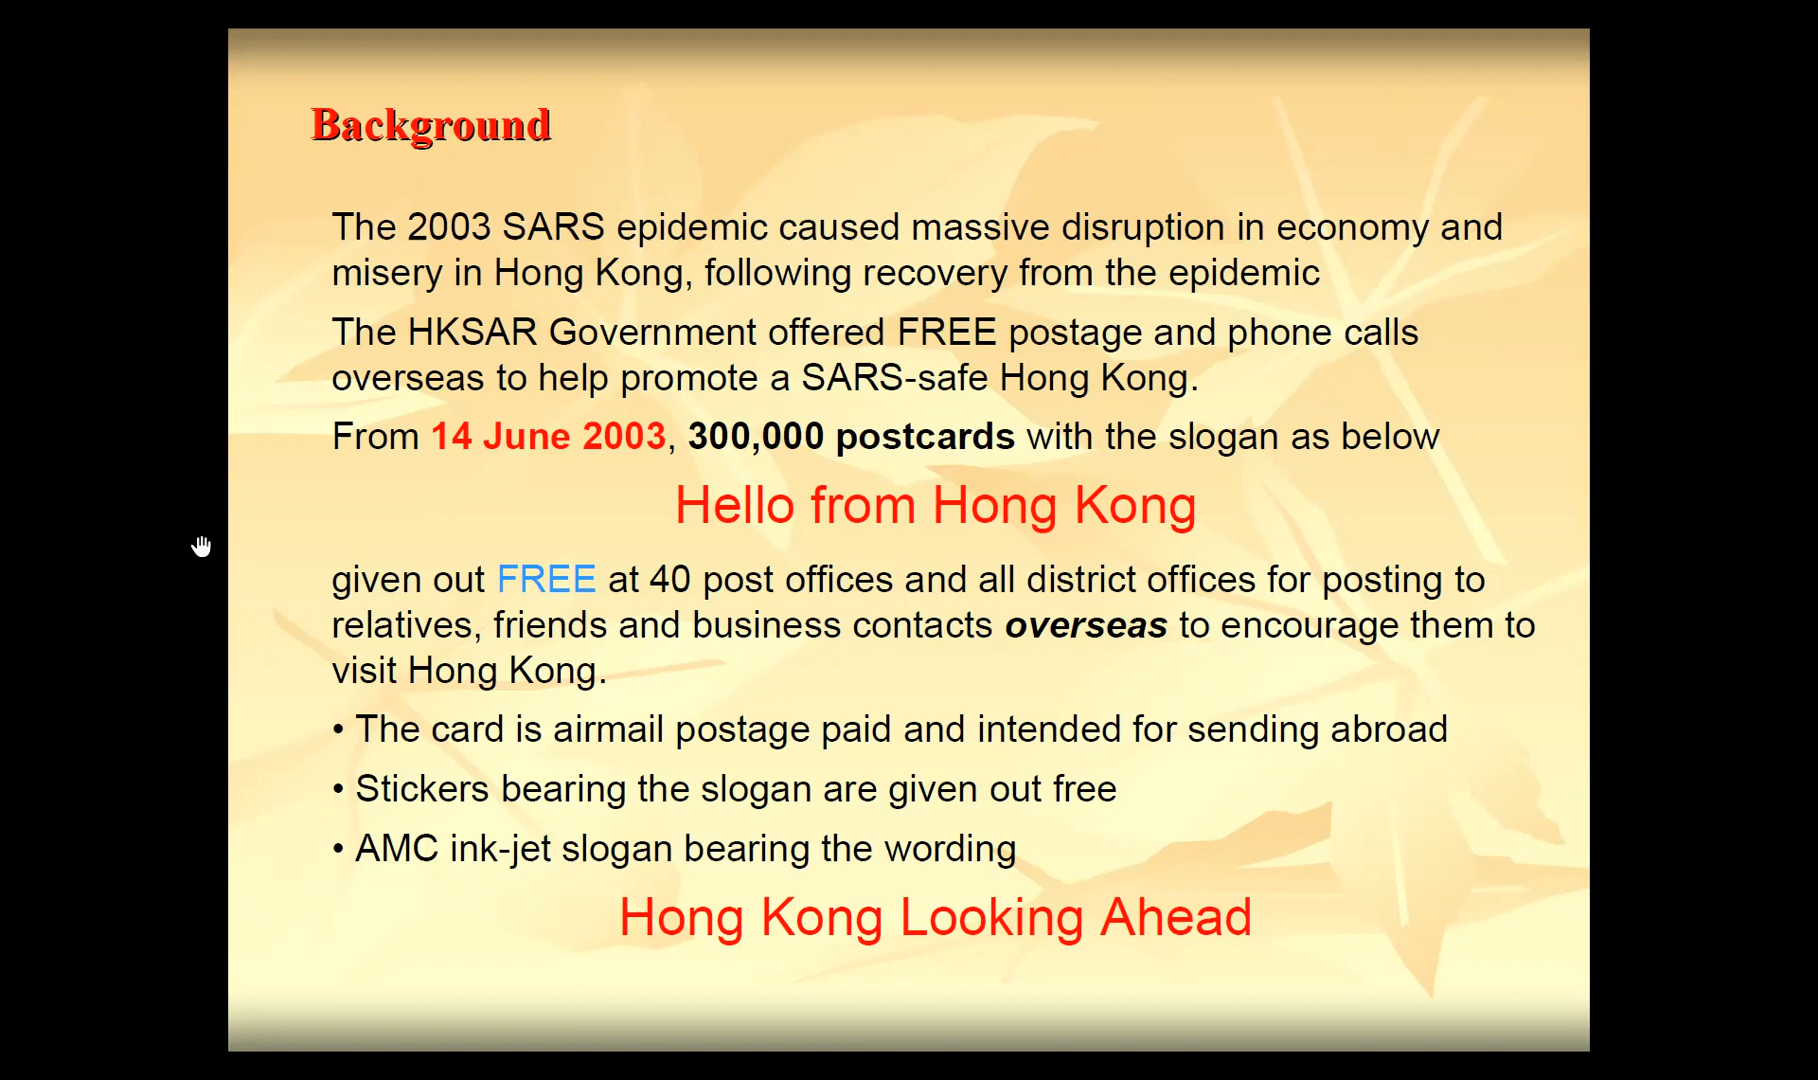 Background
The 2003 SARS epidemic caused massive disruption in economy and
misery in Hong Kong, following recovery from the epidemic
The HKSAR Government offered FREE postage and phone calls
overseas to help promote a SARS-safe Hong Kong.
From 14 June 2003, 300,000 postcards with the slogan as below
Hello from Hong Kong
given out FREE at 40 post offices and all district offices for posting to
relatives, friends and business contacts overseas to encourage them to
visit Hong Kong.
• The card is airmail postage paid and intended for sending abroad
• Stickers bearing the slogan are given out free
• AMC ink-jet slogan bearing the wording
Hong Kong Looking Ahead